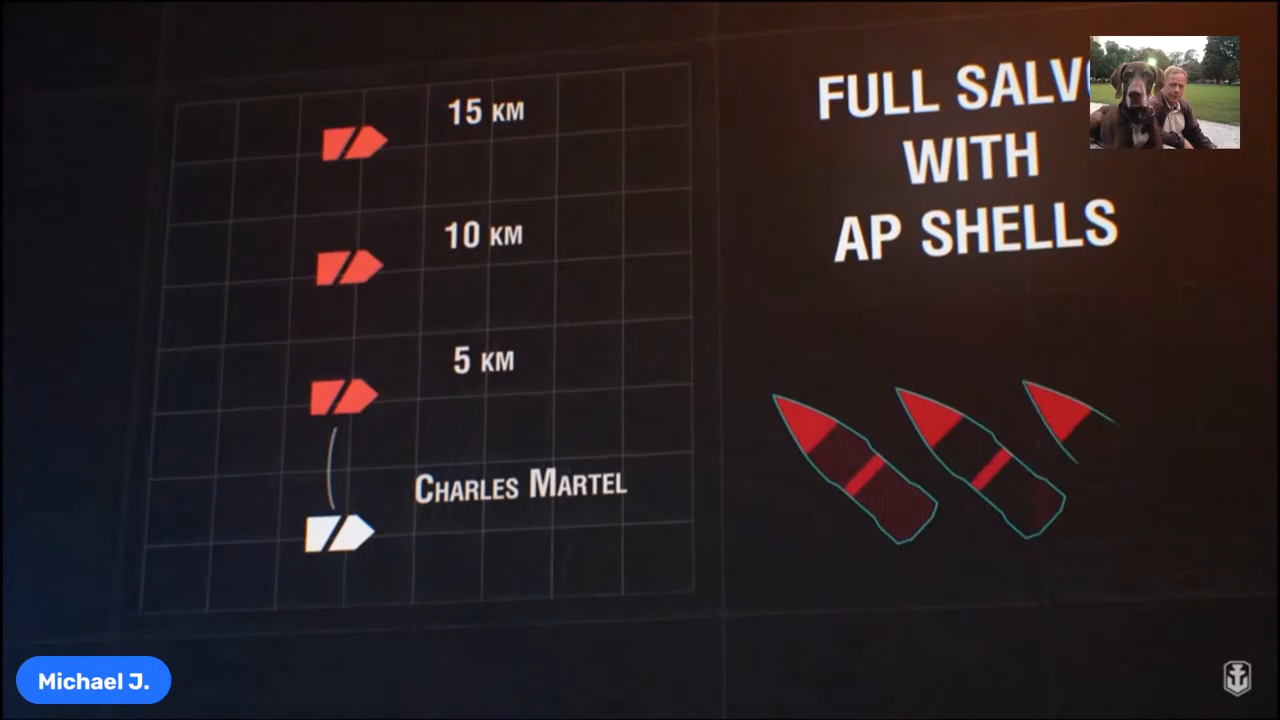 15 KM
10 KM
5 KM
CHARLES MARTEL
FULL SALV
WITH
AP SHELLS
Michael J.